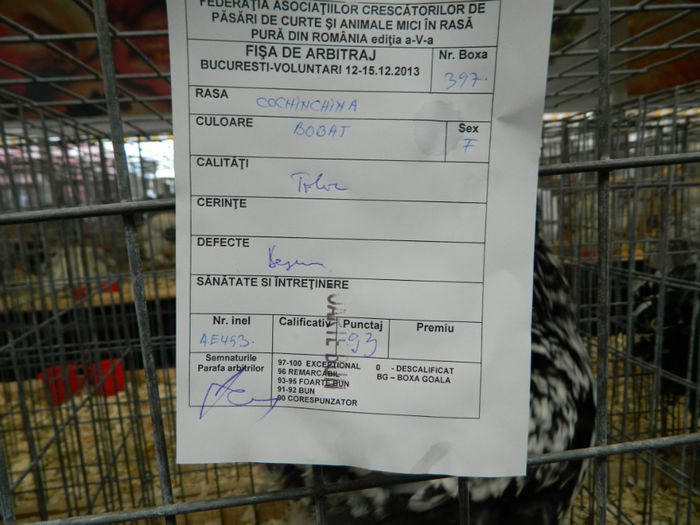 FEDERAȚIA ASOCIAȚIILOR CRESCĂTORILOR DE
PĂSĂRI DE CURTE ȘI ANIMALE MICI ÎN RASĂ
PURĂ DIN ROMÂNIA ediția a-V-a
FIȘA DE ARBITRAJ
BUCURESTI-VOLUNTARI 12-15.12.2013
Nr. Boxa
397.
RASA
COCHINCHINA
CULOARE
BOBAT
Sex
F
CALITĂȚI
CERINȚE
DEFECTE
SĂNĂTATE SI ÎNTREȚINERE
Nr. inel
AE453.
Calificativ
Punctaj
93
Premiu
Semnaturile
Parafa arbitrilor
97-100 EXCEPȚIONAL
96 REMARCABIL
93-95 FOARTE BUN
91-92 BUN
90 CORESPUNZATOR
0 - DESCALIFICAT
BG – BOXA GOALA